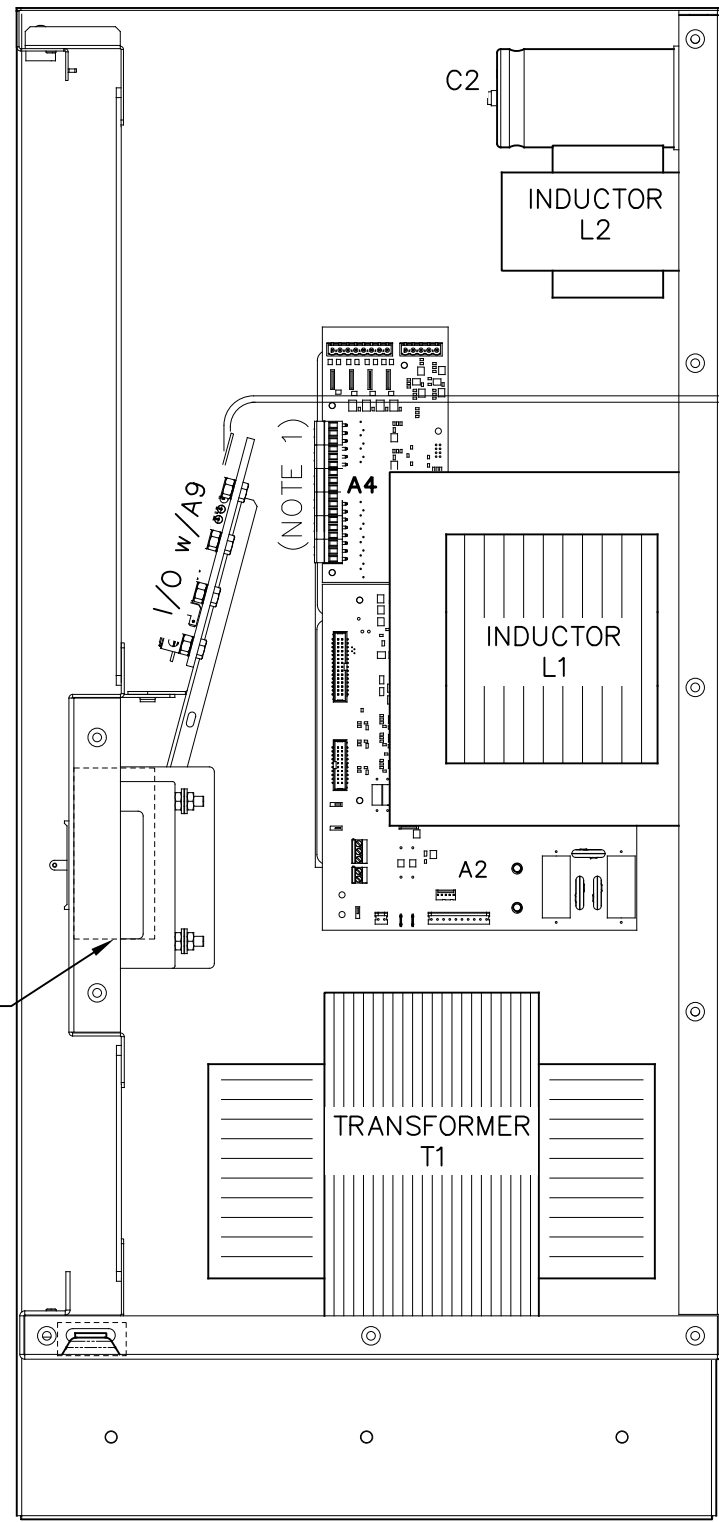 C2
INDUCTOR
L2
(NOTE 1)
A4
I/O w/A9
INDUCTOR
L1
A2
TRANSFORMER
T1